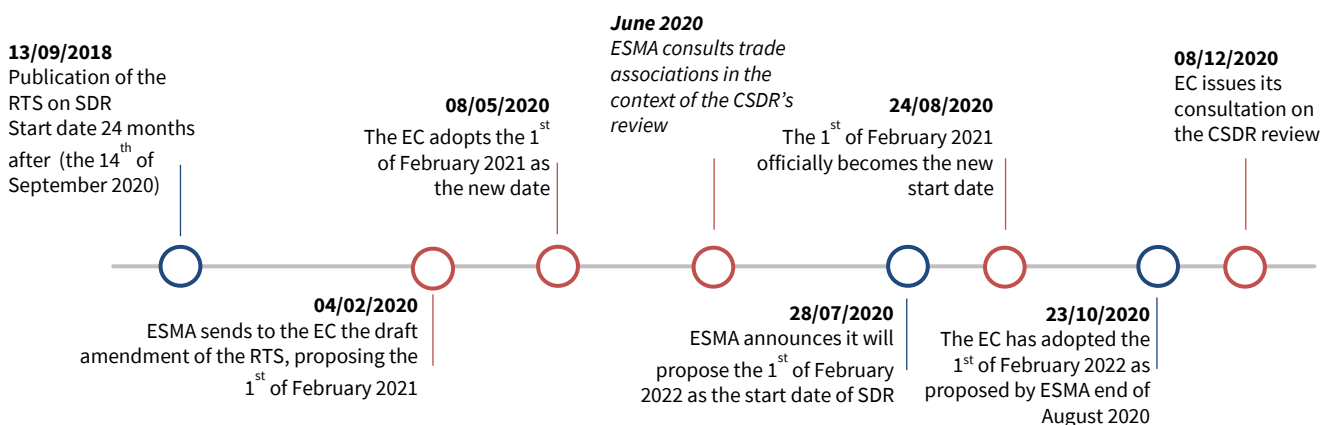 13/09/2018
Publication of the
RTS on SDR
Start date 24 months
after (the 14th of
September 2020)
04/02/2020
ESMA sends to the EC the draft
amendment of the RTS, proposing the
1st of February 2021
08/05/2020
The EC adopts the 1st
of February 2021 as
the new date
June 2020
ESMA consults trade
associations in the
context of the CSDR’s
review
28/07/2020
ESMA announces it will
propose the 1st of February
2022 as the start date of SDR
24/08/2020
The 1st of February 2021
officially becomes the new
start date
23/10/2020
The EC has adopted the
1st of February 2022 as
proposed by ESMA end of
August 2020
08/12/2020
EC issues its
consultation on
the CSDR review